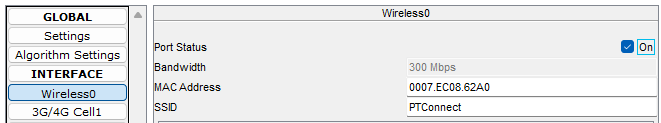 GLOBAL
Settings
Algorithm Settings
INTERFACE
Wireless0
3G/4G Cell1
Wireless0
Port Status On
Bandwidth 300 Mbps
MAC Address 0007.EC08.62A0
SSID PTConnect